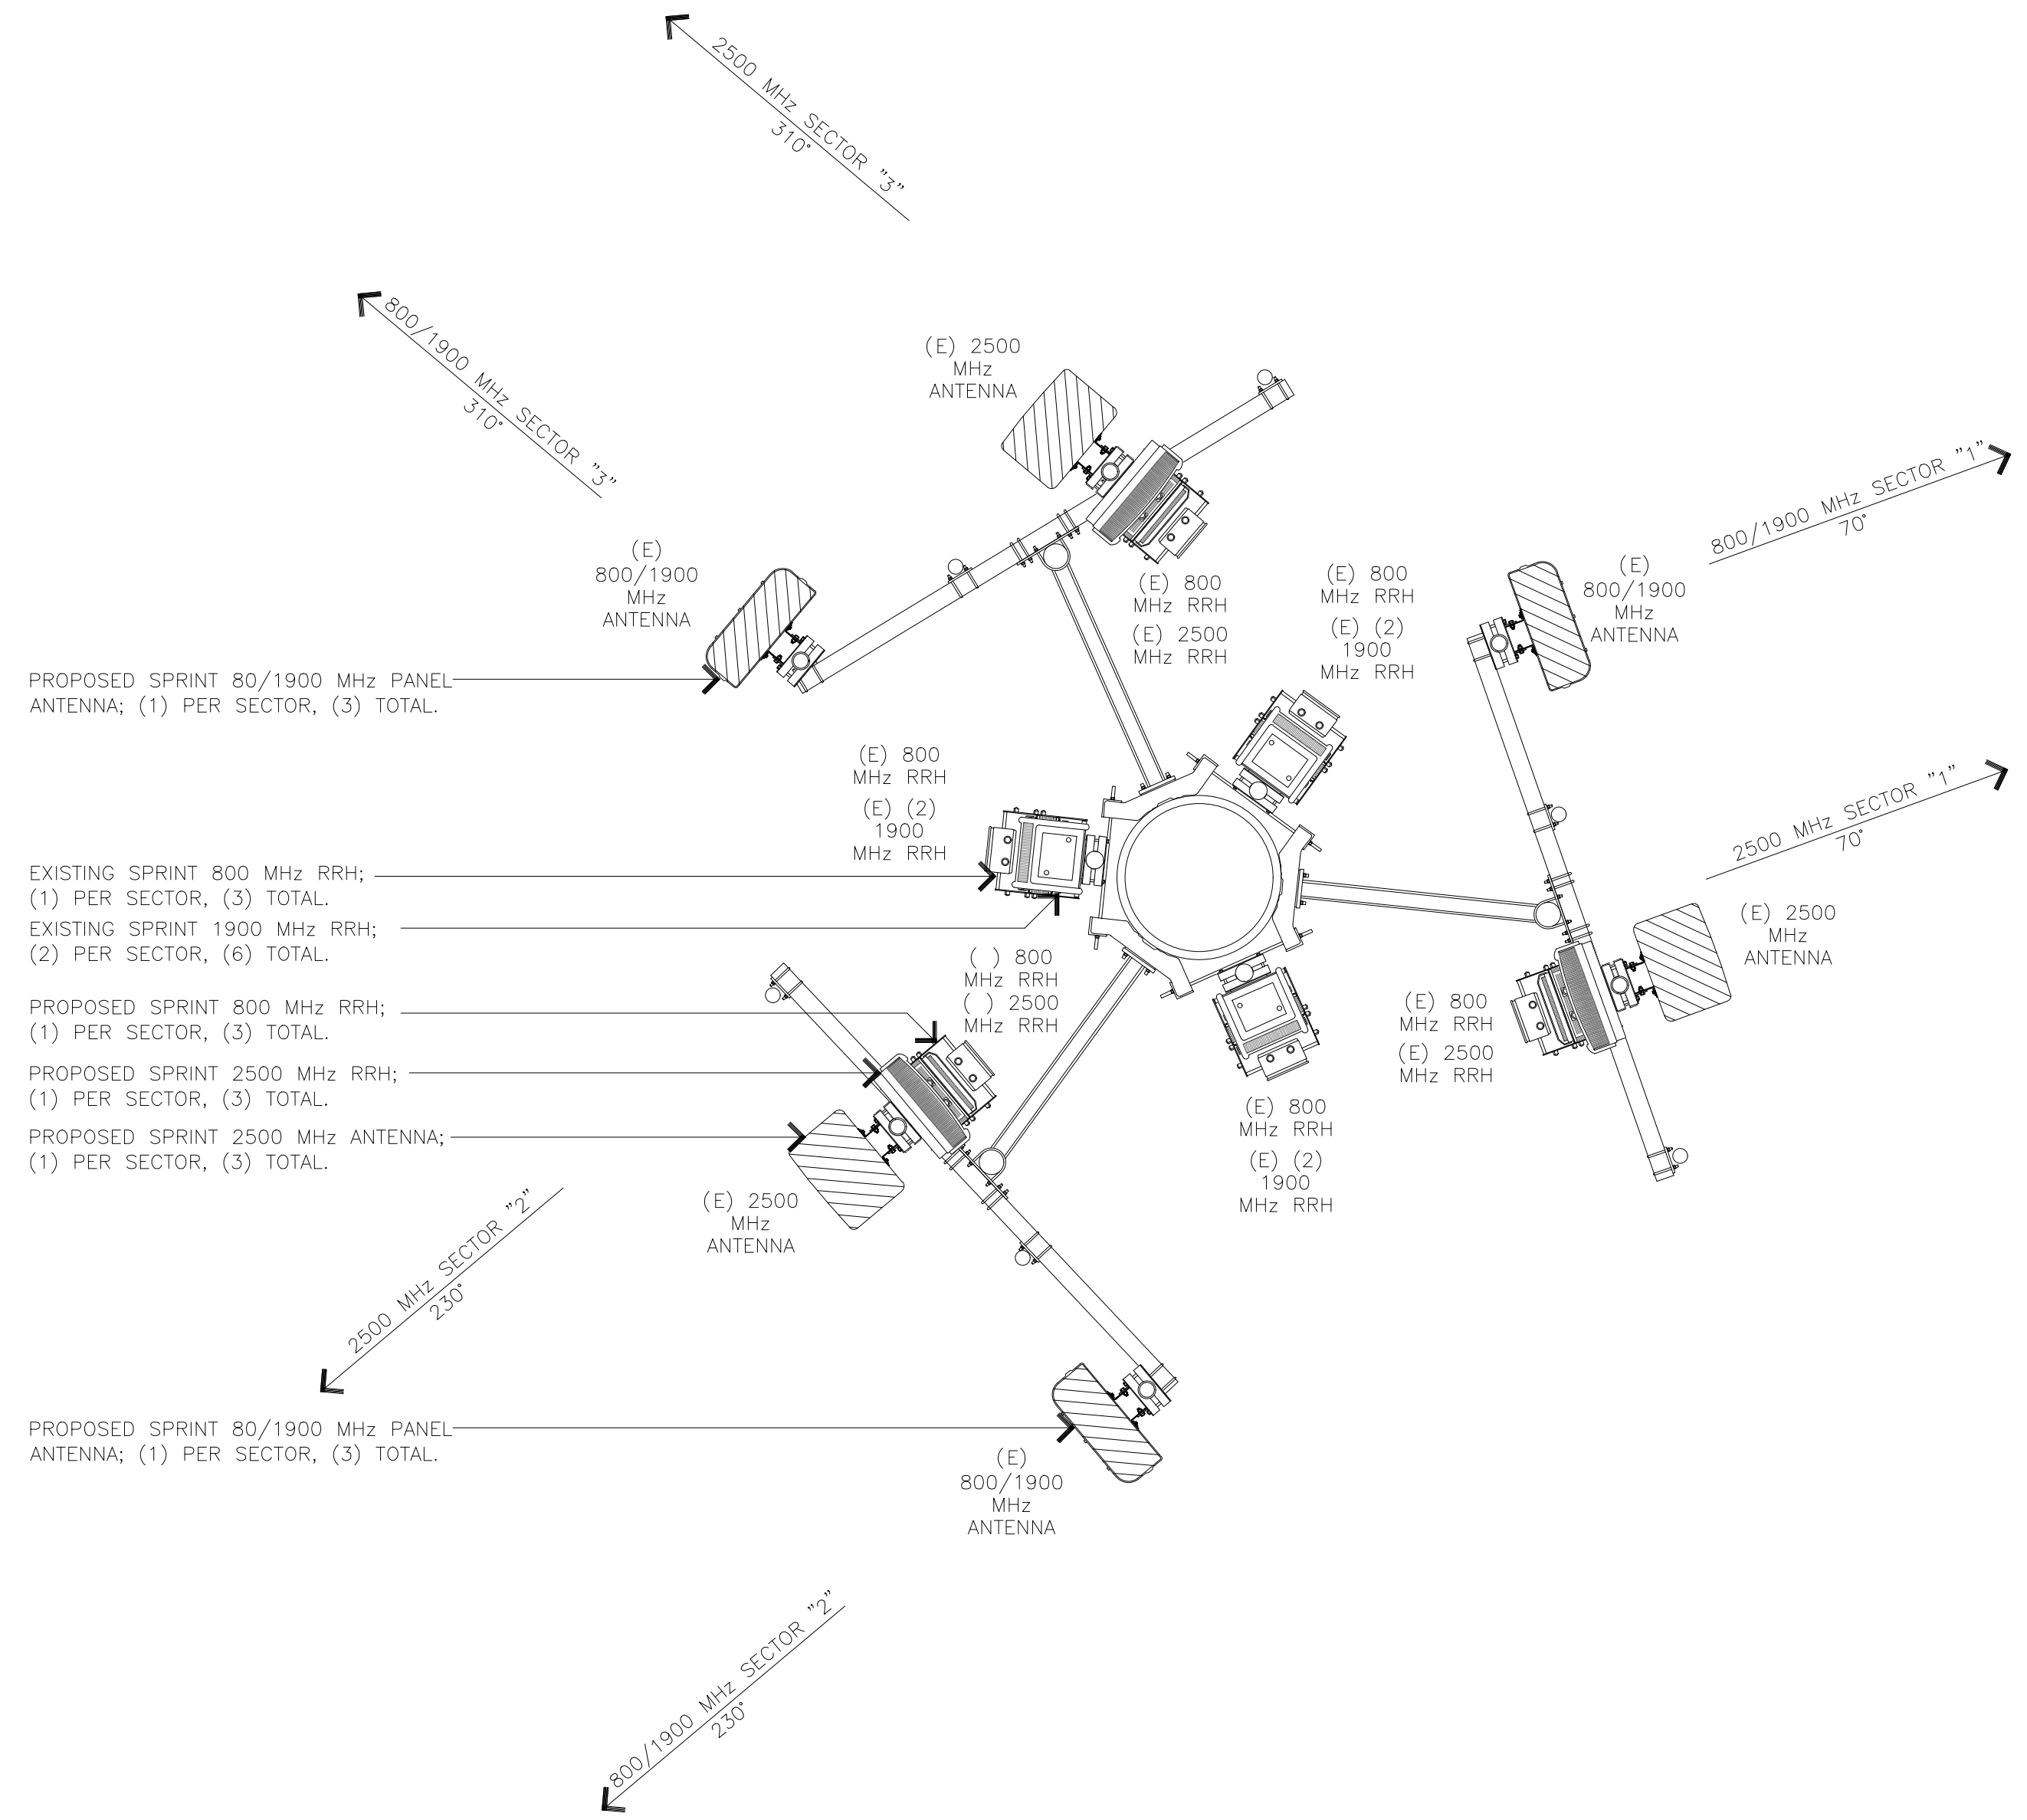 2500 MHz SECTOR "3"
310°
800/1900 MHz SECTOR "3"
310°
(E) 2500
MHz
ANTENNA
800/1900 MHz SECTOR "1"
70°
(E)
800/1900
MHz
ANTENNA
(E) 800
MHz RRH
(E) 2500
MHz RRH
(E) 800
MHz RRH
(E) (2)
1900
MHz RRH
(E)
800/1900
MHz
ANTENNA
PROPOSED SPRINT 80/1900 MHz PANEL
ANTENNA; (1) PER SECTOR, (3) TOTAL.
(E) 800
MHz RRH
(E) (2)
1900
MHz RRH
2500 MHz SECTOR "1"
70°
EXISTING SPRINT 800 MHz RRH;
(1) PER SECTOR, (3) TOTAL.
EXISTING SPRINT 1900 MHz RRH;
(2) PER SECTOR, (6) TOTAL.
(E) 2500
MHz
ANTENNA
( ) 800
MHz RRH
( ) 2500
MHz RRH
(E) 800
MHz RRH
(E) 2500
MHz RRH
PROPOSED SPRINT 800 MHz RRH;
(1) PER SECTOR, (3) TOTAL.
PROPOSED SPRINT 2500 MHz RRH;
(1) PER SECTOR, (3) TOTAL.
PROPOSED SPRINT 2500 MHz ANTENNA;
(1) PER SECTOR, (3) TOTAL.
(E) 800
MHz RRH
(E) (2)
1900
MHz RRH
(E) 2500
MHz
ANTENNA
2500 MHz SECTOR "2"
230°
PROPOSED SPRINT 80/1900 MHz PANEL
ANTENNA; (1) PER SECTOR, (3) TOTAL.
(E)
800/1900
MHz
ANTENNA
800/1900 MHz SECTOR "2"
230°